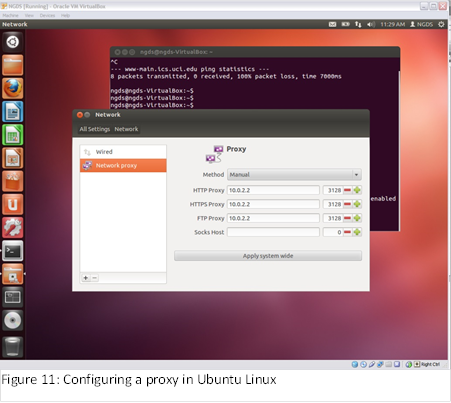 NGDS [Running] - Oracle VM VirtualBox
Machine View Devices Help
Network
11:29 AM NGDS
ngds@ngds-VirtualBox: ~
^C
--- www-main.ics.uci.edu ping statistics ---
8 packets transmitted, 0 received, 100% packet loss, time 7000ms
ngds@ngds-VirtualBox:~$
ngds@ngds-VirtualBox:~$
ngds@ngds-VirtualBox:~$
enabled
Network
All Settings Network
Wired
Network proxy
Proxy
Method Manual
HTTP Proxy 10.0.2.2 3128
HTTPS Proxy 10.0.2.2 3128
FTP Proxy 10.0.2.2 3128
Socks Host 0
Apply system wide
Right Ctrl
Figure 11: Configuring a proxy in Ubuntu Linux